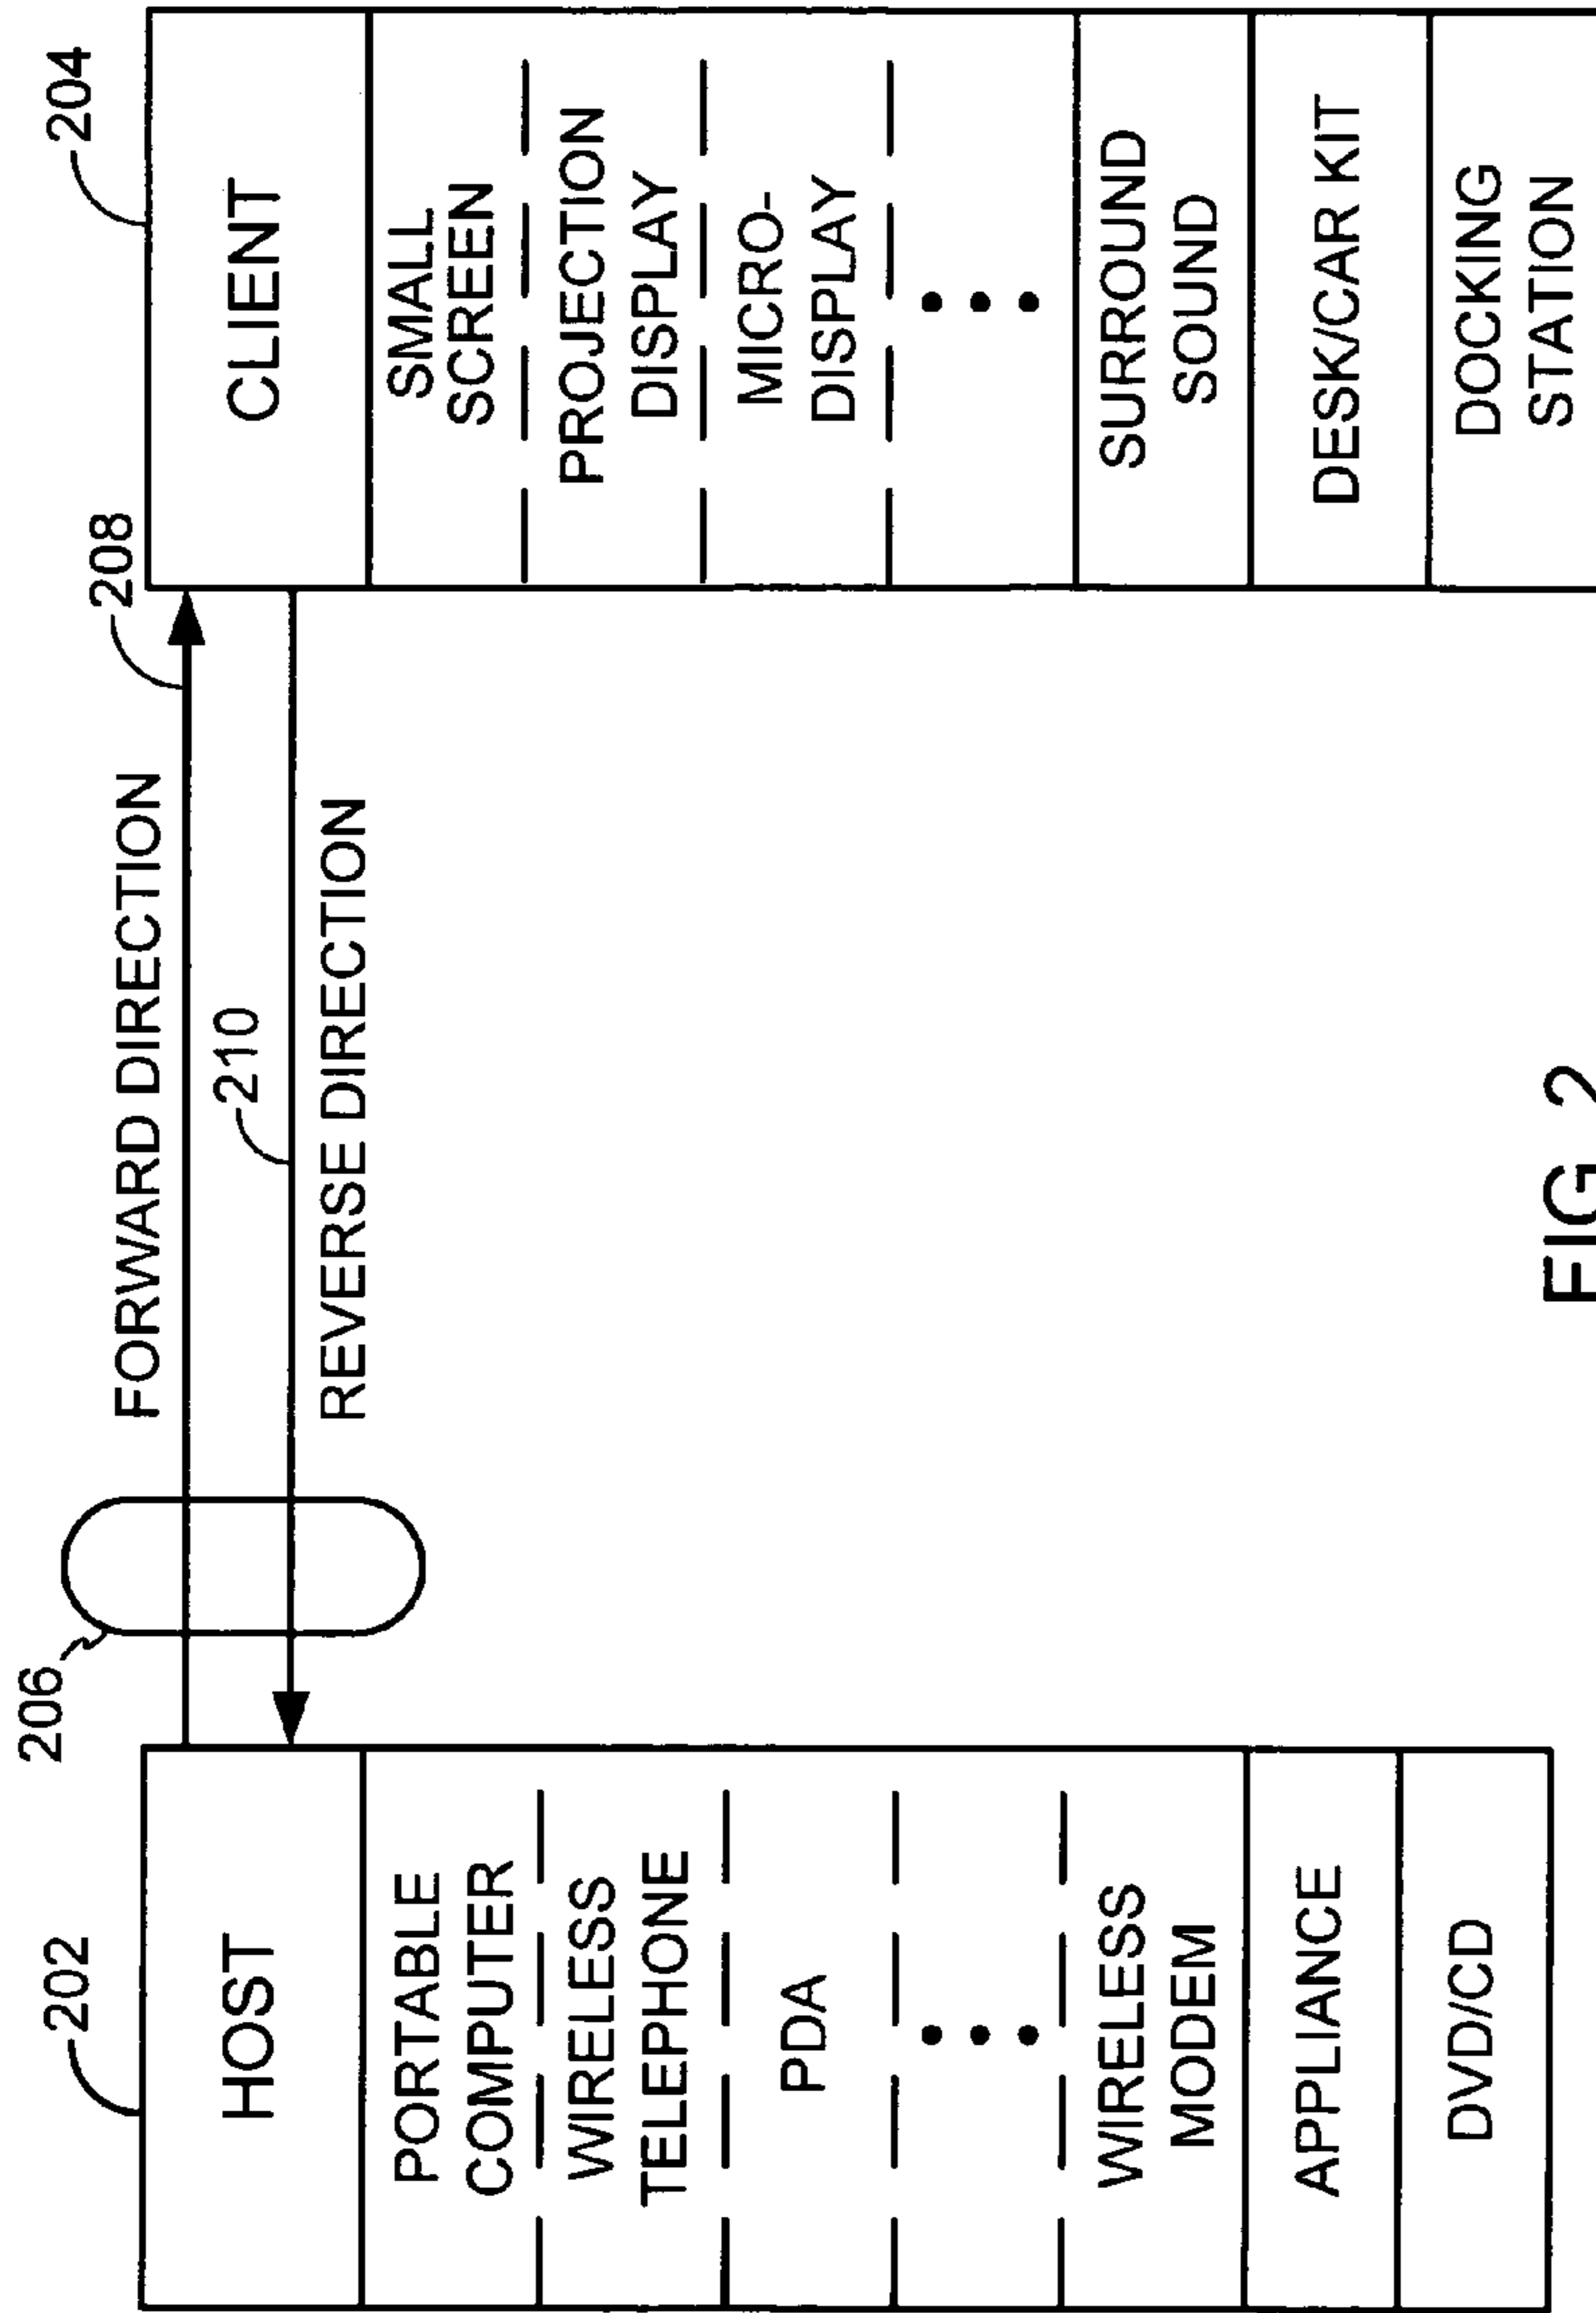 202
HOST
PORTABLE
COMPUTER
WIRELESS
TELEPHONE
PDA
WIRELESS
MODEM
APPLIANCE
DVD/CD
206
FORWARD DIRECTION
208
210
REVERSE DIRECTION
204
CLIENT
SMALL
SCREEN
PROJECTION
DISPLAY
MICRO-
DISPLAY
SURROUND
SOUND
DESK/CAR KIT
DOCKING
STATION
FIG. 2